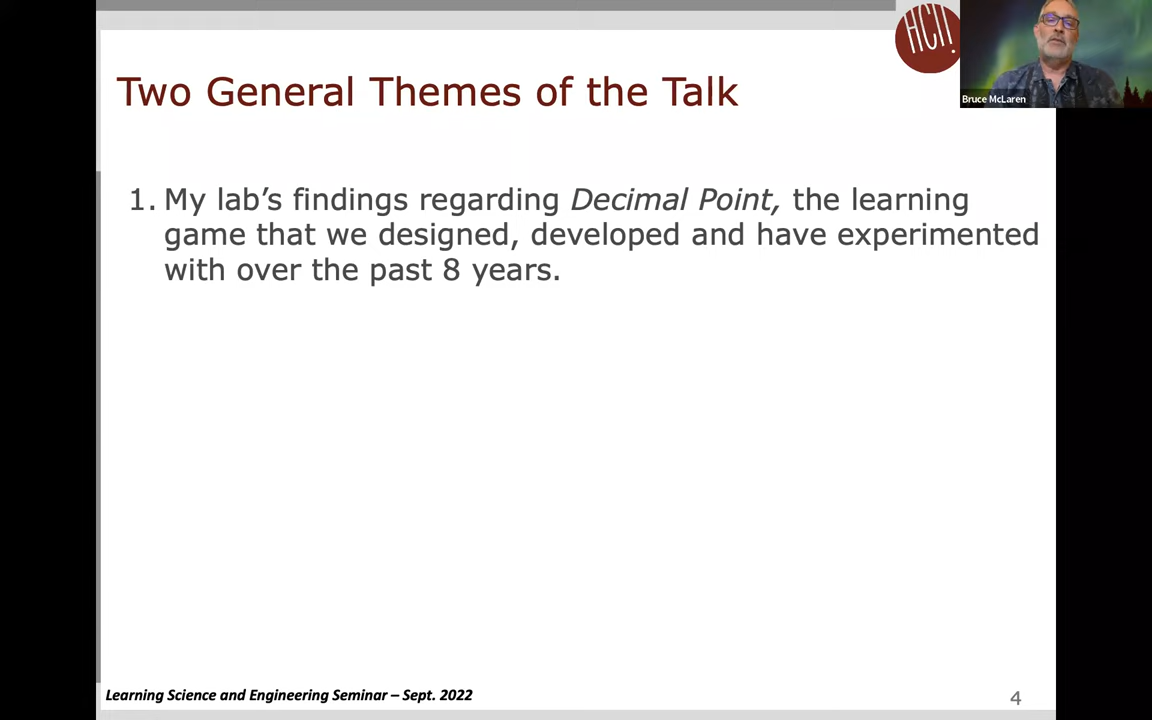 HCII!
Bruce McLaren
Two General Themes of the Talk
1. My lab’s findings regarding Decimal Point, the learning
game that we designed, developed and have experimented
with over the past 8 years.
Learning Science and Engineering Seminar – Sept. 2022
4